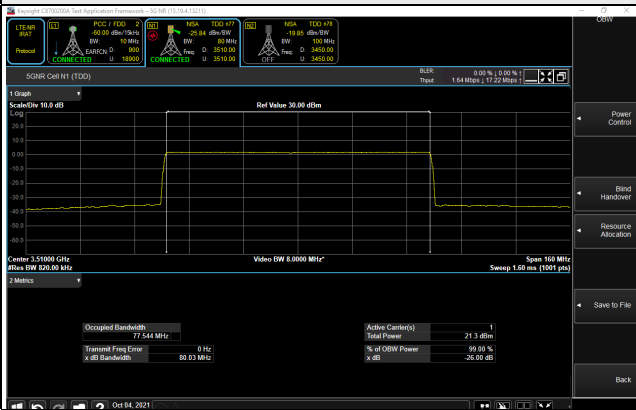 Keysight C8700200A Test Application Framework – 5G NR (15.19.4.13211)
OBW
LTE-NR
IRAT
Protocol
L1 PCC / FDD 2
-60.00 dBm/15kHz
BW: 10 MHz
EARFCN: D: 900
CONNECTED U: 18900
N1 NSA TDD n77
-25.84 dBm/BW
BW: 80 MHz
Freq: D: 3510.00
CONNECTED U: 3510.00
N2 NSA TDD n78
-19.85 dBm/BW
BW: 100 MHz
Freq: D: 3450.00
OFF U: 3450.00
5GNR Cell N1 (TDD)
BLER: 0.00 % ↓ 0.00 % ↑
Thput: 1.64 Mbps ↓ 17.22 Mbps ↑
1 Graph
Scale/Div 10.0 dB
Ref Value 30.00 dBm
Log
20.0
10.0
0.00
-10.0
-20.0
-30.0
-40.0
-50.0
-60.0
Center 3.51000 GHz
Video BW 8.0000 MHz*
Span 160 MHz
#Res BW 820.00 kHz
Sweep 1.60 ms (1001 pts)
2 Metrics
Occupied Bandwidth
77.544 MHz
Transmit Freq Error 0 Hz
x dB Bandwidth 80.03 MHz
Active Carrier(s) 1
Total Power 21.3 dBm
% of OBW Power 99.00 %
x dB -26.00 dB
Power
Control
Blind
Handover
Resource
Allocation
Save to File
Back
Oct 04, 2021